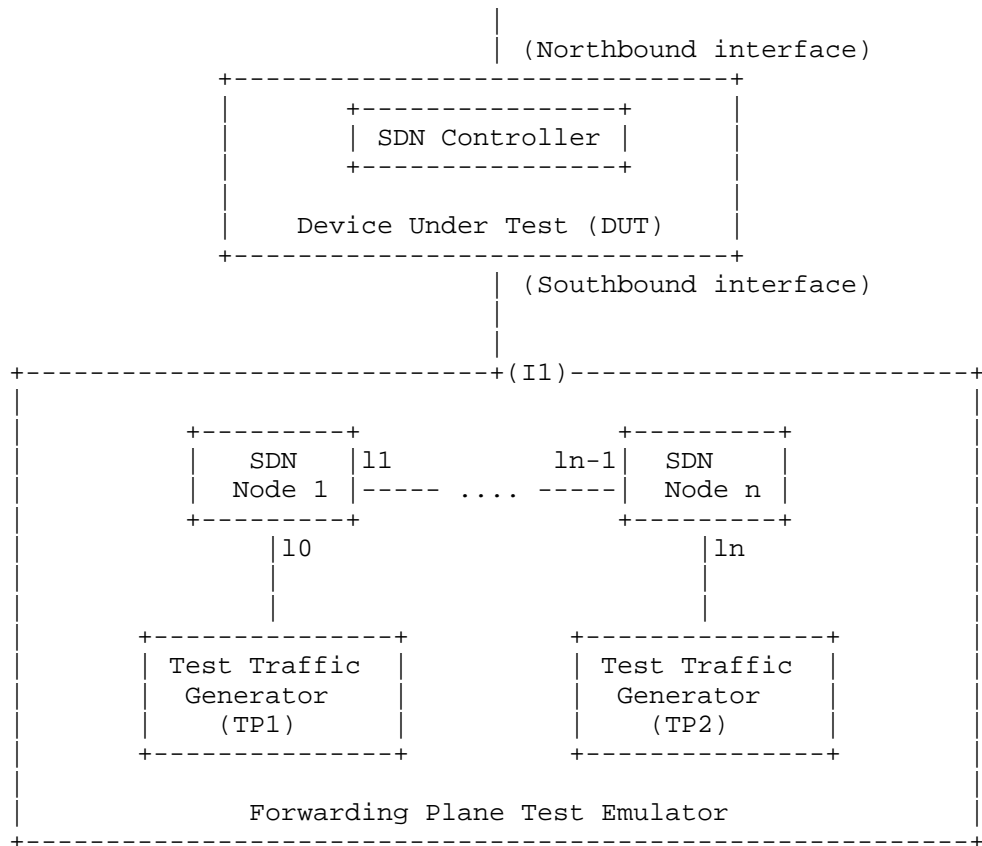 (Northbound interface)
SDN Controller
Device Under Test (DUT)
(Southbound interface)
(I1)
SDN l1 ln-1 SDN
Node 1 .... Node n
l0 ln
Test Traffic Test Traffic
Generator Generator
(TP1) (TP2)
Forwarding Plane Test Emulator